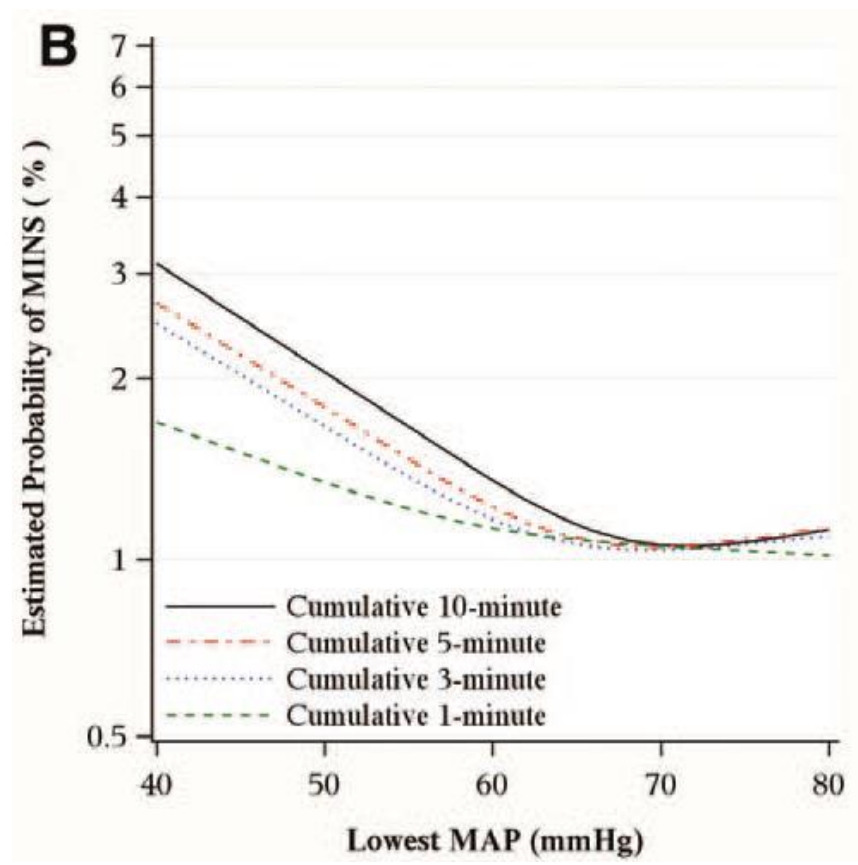 B
Estimated Probability of MINS ( % )
7
6
5
4
3
2
1
0.5
Cumulative 10-minute
Cumulative 5-minute
Cumulative 3-minute
Cumulative 1-minute
40 50 60 70 80
Lowest MAP (mmHg)